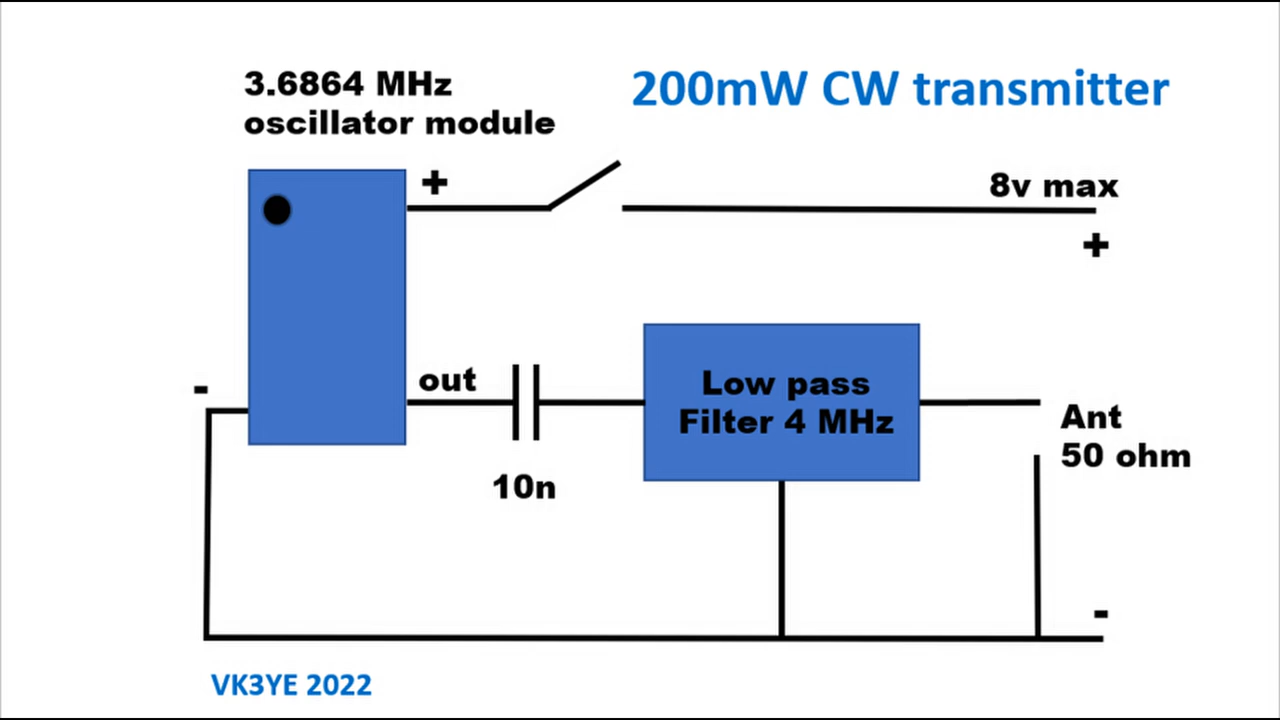 3.6864 MHz
oscillator module
200mW CW transmitter
+
8v max
+
-
out
10n
Low pass
Filter 4 MHz
Ant
50 ohm
-
VK3YE 2022